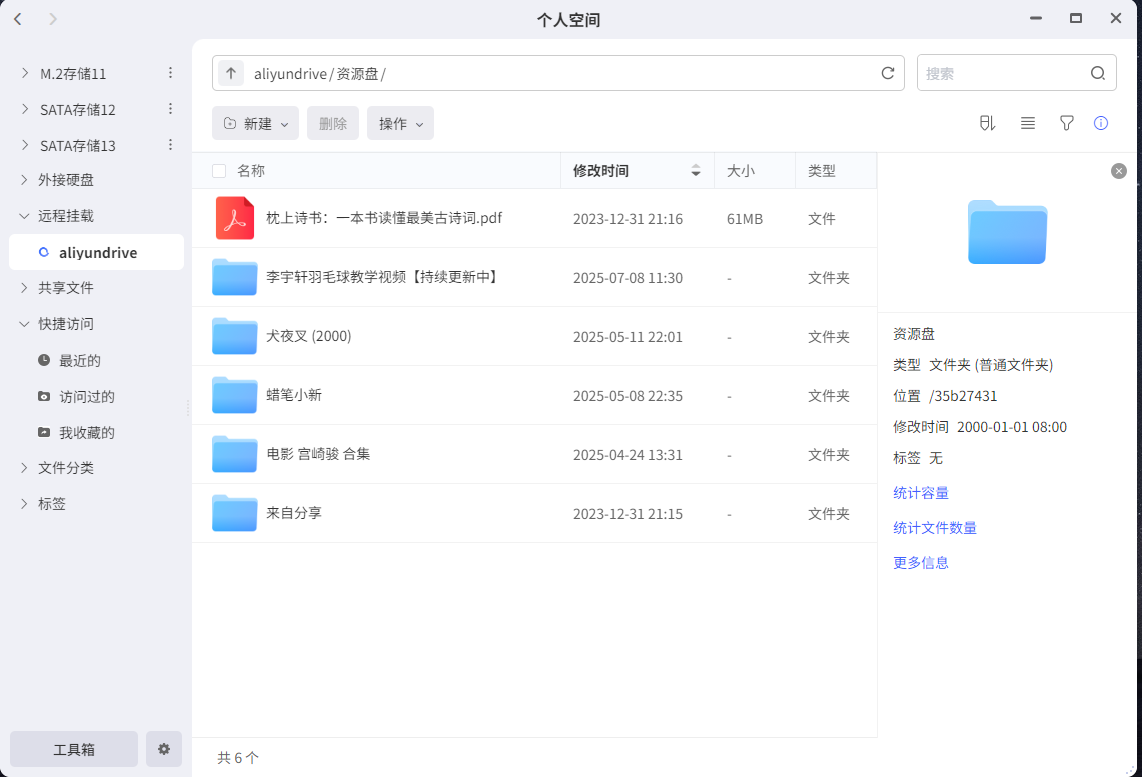 个人空间
M.2存储11
SATA存储12
SATA存储13
外接硬盘
远程挂载
aliyundrive
共享文件
快捷访问
最近的
访问过的
我收藏的
文件分类
标签
工具箱
aliyundrive/资源盘/
搜索
新建 删除 操作
名称 修改时间 大小 类型
枕上诗书：一本书读懂最美古诗词.pdf 2023-12-31 21:16 61MB 文件
李宇轩羽毛球教学视频【持续更新中】 2025-07-08 11:30 - 文件夹
犬夜叉 (2000) 2025-05-11 22:01 - 文件夹
蜡笔小新 2025-05-08 22:35 - 文件夹
电影 宫崎骏 合集 2025-04-24 13:31 - 文件夹
来自分享 2023-12-31 21:15 - 文件夹
共 6 个
资源盘
类型 文件夹 (普通文件夹)
位置 /35b27431
修改时间 2000-01-01 08:00
标签 无
统计容量
统计文件数量
更多信息